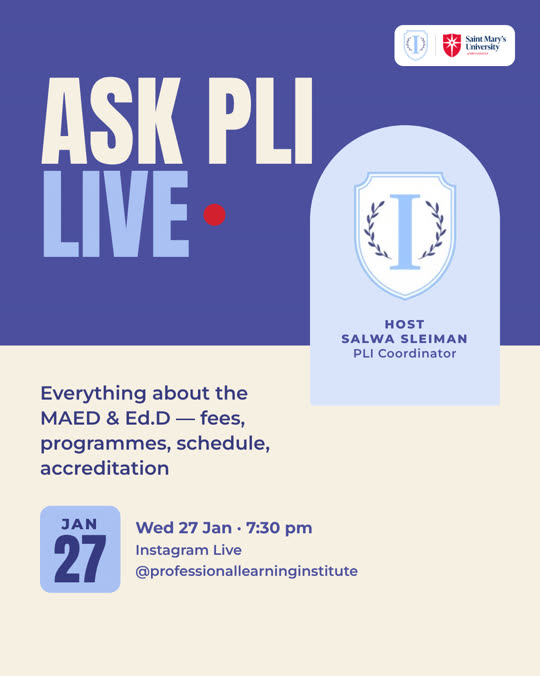 I
Saint Mary's
University
ASK PLI
LIVE
I
HOST
SALWA SLEIMAN
PLI Coordinator
Everything about the
MAED & Ed.D — fees,
programmes, schedule,
accreditation
JAN
27
Wed 27 Jan · 7:30 pm
Instagram Live
@professionallearninginstitute